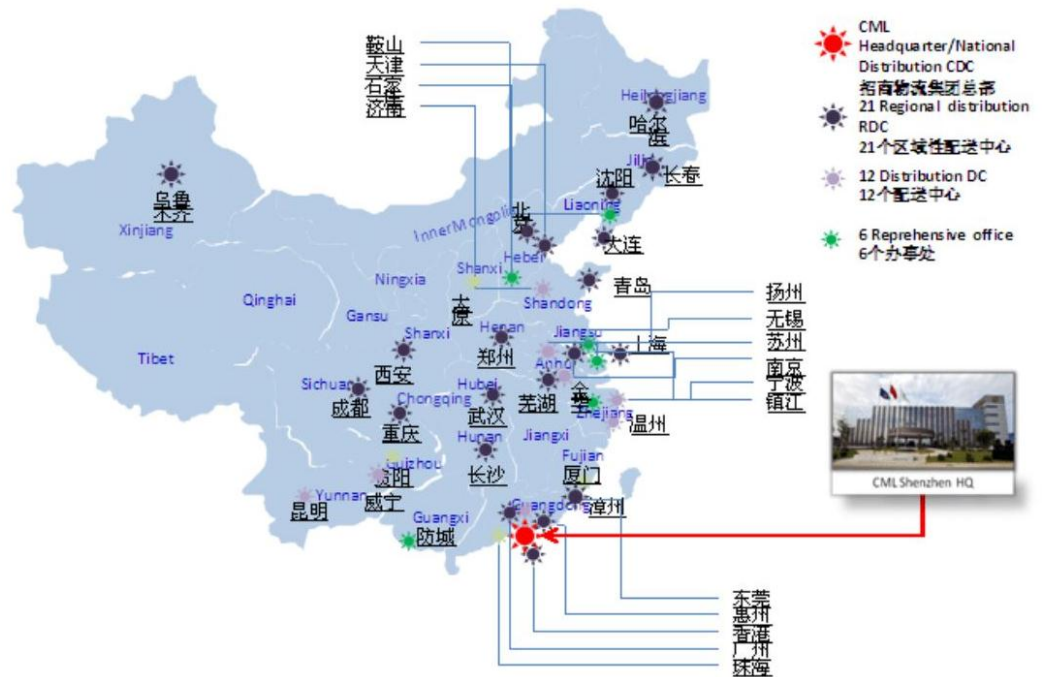 鞍山
天津
石家庄
济南
CML
Headquarter/National
Distribution CDC
招商物流集团总部
21 Regional distribution
RDC
21个区域性配送中心
12 Distribution DC
12个配送中心
6 Reprehensive office
6个办事处
Heilongjiang
哈尔滨
Jilin
长春
沈阳
Liaoning
大连
乌鲁木齐
Xinjiang
InnerMongolia
北京
Hebei
Shanxi
太原
Ningxia
Qinghai
Gansu
Shandong
青岛
Tibet
Shanxi
西安
Henan
郑州
Jiangsu
上海
Anhui
扬州
无锡
苏州
南京
宁波
镇江
Sichuan
成都
Chongqing
重庆
Hubei
武汉
芜湖
金华
Zhejiang
温州
Hunan
长沙
Jiangxi
Fujian
厦门
漳州
Guizhou
贵阳
威宁
Yunnan
昆明
Guangxi
防城
Guangdong
CML Shenzhen HQ
东莞
惠州
香港
广州
珠海